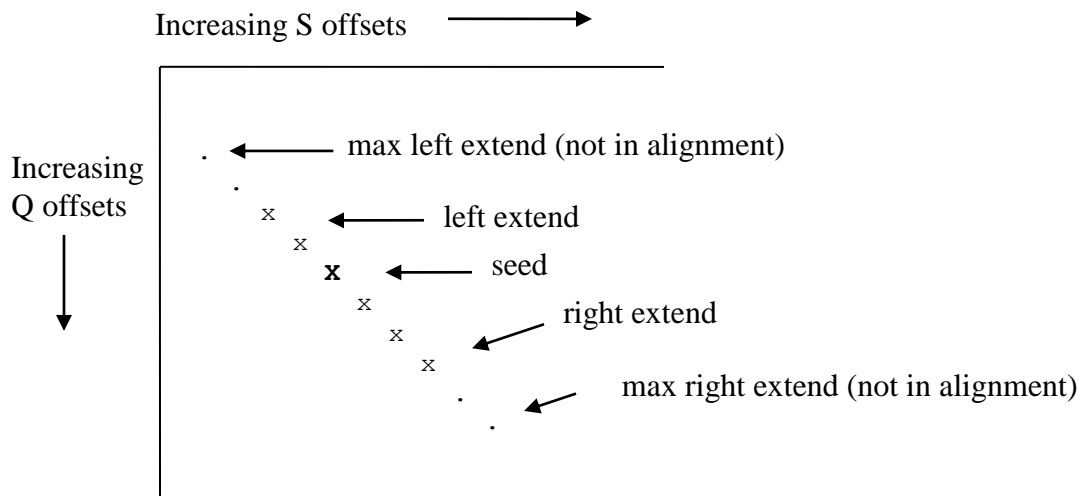 Increasing S offsets
. max left extend (not in alignment)
Increasing
Q offsets
.
x left extend
x
x seed
x
x right extend
x
. max right extend (not in alignment)
.